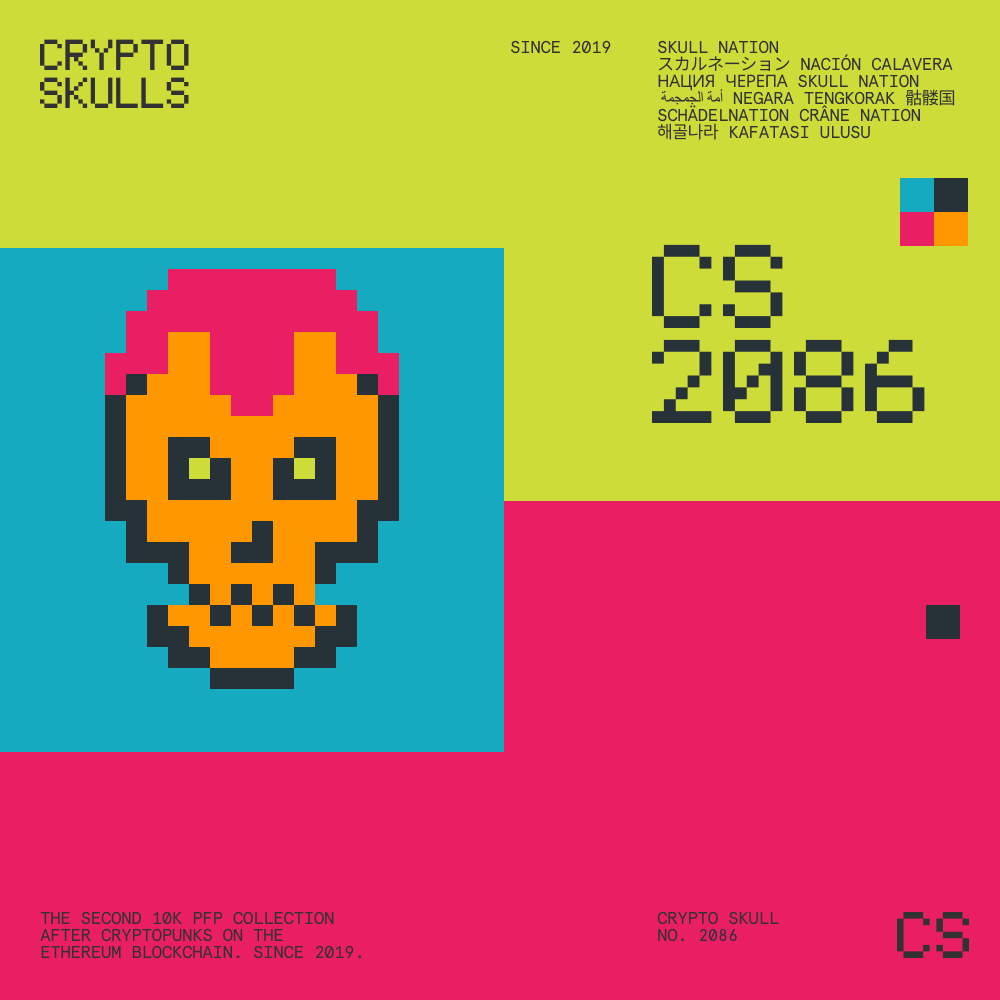 CRYPTO
SKULLS
SINCE 2019
SKULL NATION
スカルネーション NACIÓN CALAVERA
НАЦИЯ ЧЕРЕПА SKULL NATION
أمة الجمجمة NEGARA TENGKORAK 骷髅国
SCHÄDELNATION CRÂNE NATION
해골나라 KAFATASI ULUSU
CS
2086
THE SECOND 10K PFP COLLECTION
AFTER CRYPTOPUNKS ON THE
ETHEREUM BLOCKCHAIN. SINCE 2019.
CRYPTO SKULL
NO. 2086
CS